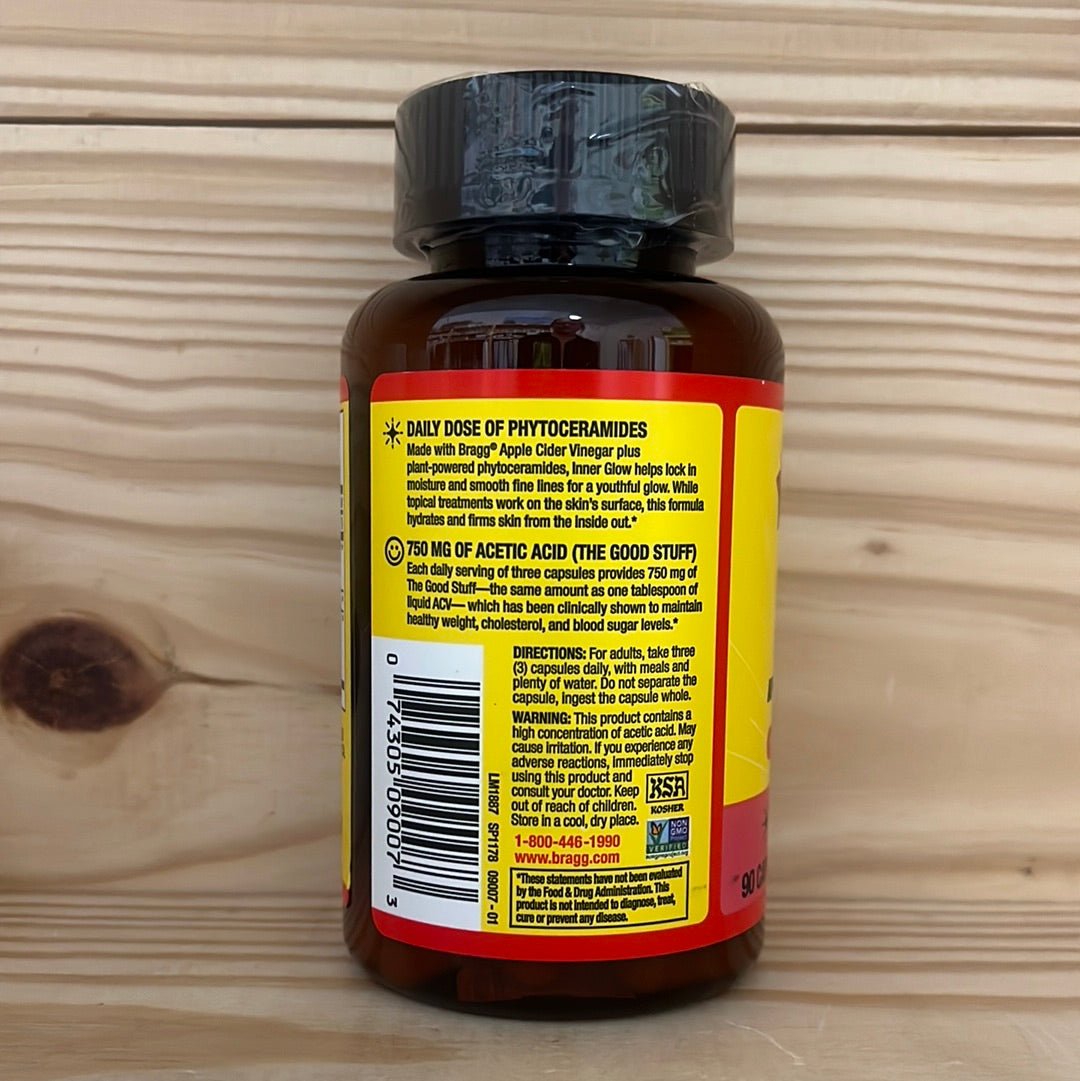 DAILY DOSE OF PHYTOCERAMIDES
Made with Bragg® Apple Cider Vinegar plus
plant-powered phytoceramides, Inner Glow helps lock in
moisture and smooth fine lines for a youthful glow. While
topical treatments work on the skin's surface, this formula
hydrates and firms skin from the inside out.*
750 MG OF ACETIC ACID (THE GOOD STUFF)
Each daily serving of three capsules provides 750 mg of
The Good Stuff—the same amount as one tablespoon of
liquid ACV— which has been clinically shown to maintain
healthy weight, cholesterol, and blood sugar levels.*
DIRECTIONS: For adults, take three
(3) capsules daily, with meals and
plenty of water. Do not separate the
capsule, ingest the capsule whole.
WARNING: This product contains a
high concentration of acetic acid. May
cause irritation. If you experience any
adverse reactions, immediately stop
using this product and
consult your doctor. Keep
out of reach of children.
Store in a cool, dry place.
KSA
KOSHER
NON
GMO
Project
VERIFIED
nongmoproject.org
1-800-446-1990
www.bragg.com
*These statements have not been evaluated
by the Food & Drug Administration. This
product is not intended to diagnose, treat,
cure or prevent any disease.
0 74305 09007 3
LM1887 SP1178 09007 - 01
90